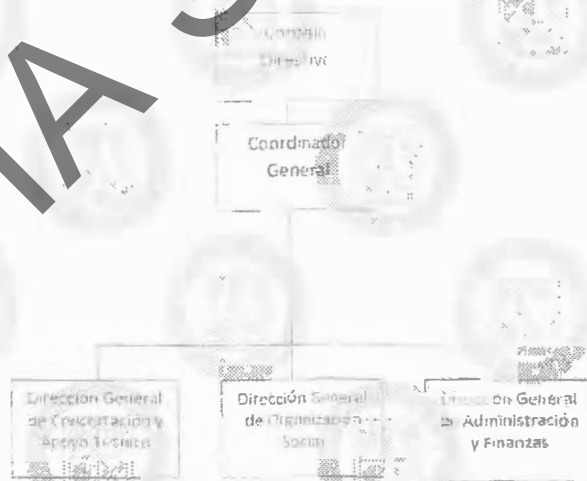 IA S
Consejo
Directivo
Coordinador
General
Dirección General
de Concertación y
Apoyo Técnico
Dirección General
de Organización
Social
Dirección General
de Administración
y Finanzas